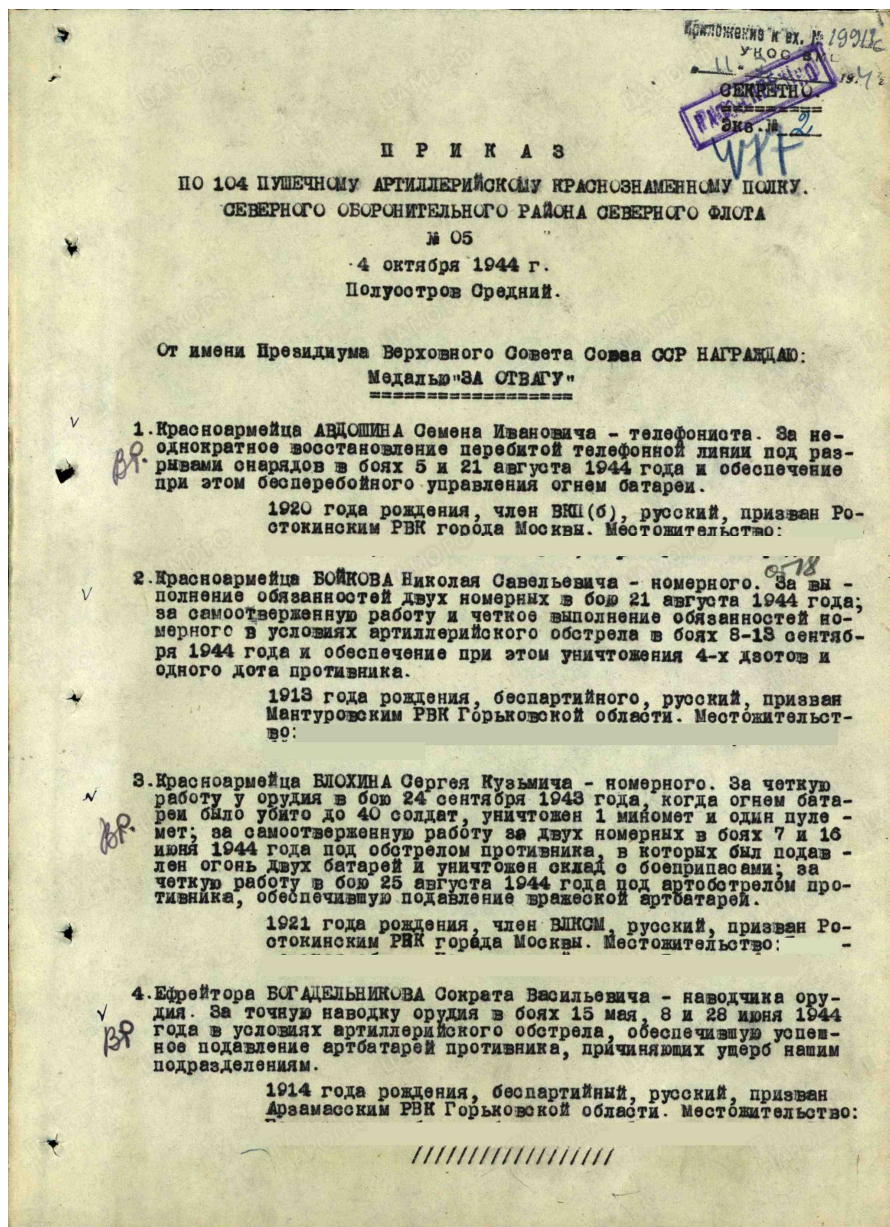 Приложение к вх. № 19916
УНОС ВМС
11 194
СЕКРЕТНО.
Экз.№ 2
П Р И К А З
ПО 104 ПУШЕЧНОМУ АРТИЛЛЕРИЙСКОМУ КРАСНОЗНАМЕННОМУ ПОЛКУ.
СЕВЕРНОГО ОБОРОНИТЕЛЬНОГО РАЙОНА СЕВЕРНОГО ФЛОТА
№ 05
4 октября 1944 г.
Полуостров Средний.
От имени Президиума Верховного Совета Союза ССР НАГРАЖДАЮ:
Медалью "ЗА ОТВАГУ"
===================
1.Красноармейца АВДОШИНА Семена Ивановича - телефониста. За не-
однократное восстановление перебитой телефонной линии под раз-
рывами снарядов в боях 5 и 21 августа 1944 года и обеспечение
при этом бесперебойного управления огнем батареи.
1920 года рождения, член ВКП(б), русский, призван Ро-
стокинским РВК города Москвы. Местожительство:
0518
2.Красноармейца БОЙКОВА Николая Савельевича - номерного. За вы -
полнение обязанностей двух номерных в бою 21 августа 1944 года;
за самоотверженную работу и четкое выполнение обязанностей но-
мерного в условиях артиллерийского обстрела в боях 8-13 сентяб-
ря 1944 года и обеспечение при этом уничтожения 4-х дзотов и
одного дота противника.
1913 года рождения, беспартийного, русский, призван
Мантуровским РВК Горьковской области. Местожительст-
во:
3.Красноармейца БЛОХИНА Сергея Кузьмича - номерного. За четкую
работу у орудия в бою 24 сентября 1943 года, когда огнем бата-
реи было убито до 40 солдат, уничтожен 1 миномет и один пуле -
мет; за самоотверженную работу за двух номерных в боях 7 и 16
июня 1944 года под обстрелом противника, в которых был подав -
лен огонь двух батарей и уничтожен склад с боеприпасами; за
четкую работу в бою 25 августа 1944 года под артобстрелом про-
тивника, обеспечившую подавление вражеской артбатарей.
1921 года рождения, член ВЛКСМ, русский, призван Ро-
стокинским РВК горада Москвы. Местожительство:
4.Ефрейтора БОГАДЕЛЬНИКОВА Сократа Васильевича - наводчика ору-
дия. За точную наводку орудия в боях 15 мая, 8 и 28 июня 1944
года в условиях артиллерийского обстрела, обеспечившую успеш-
ное подавление артбатарей противника, причиняющих ущерб нашим
подразделениям.
1914 года рождения, беспартийный, русский, призван
Арзамасским РВК Горьковской области. Местожительство:
//////////////////